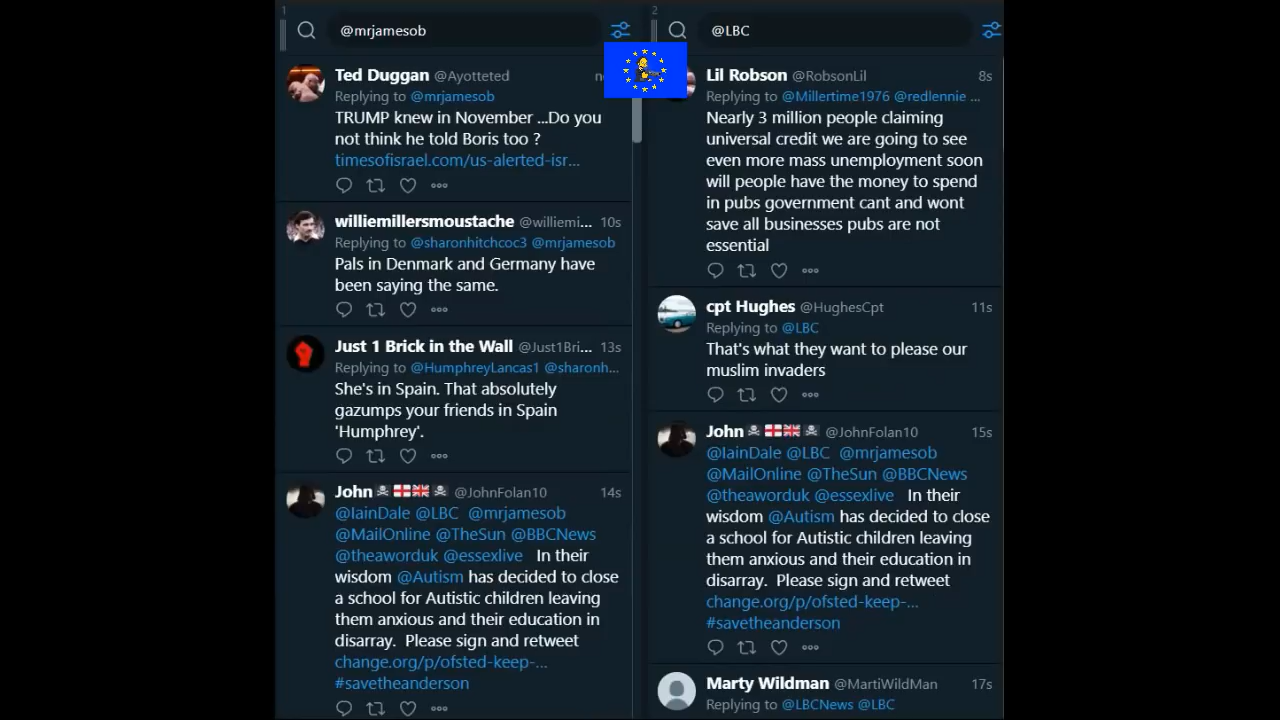 1
@mrjamesob
Ted Duggan @Ayotteted
Replying to @mrjamesob
TRUMP knew in November ...Do you
not think he told Boris too ?
timesofisrael.com/us-alerted-isr...
williemillersmoustache @williemi... 10s
Replying to @sharonhitchcoc3 @mrjamesob
Pals in Denmark and Germany have
been saying the same.
Just 1 Brick in the Wall @Just1Bri... 13s
Replying to @HumphreyLancas1 @sharonh...
She's in Spain. That absolutely
gazumps your friends in Spain
'Humphrey'.
John @JohnFolan10 14s
@IainDale @LBC @mrjamesob
@MailOnline @TheSun @BBCNews
@theaworduk @essexlive In their
wisdom @Autism has decided to close
a school for Autistic children leaving
them anxious and their education in
disarray. Please sign and retweet
change.org/p/ofsted-keep-...
#savetheanderson
2
@LBC
Lil Robson @RobsonLil 8s
Replying to @Millertime1976 @redlennie ...
Nearly 3 million people claiming
universal credit we are going to see
even more mass unemployment soon
will people have the money to spend
in pubs government cant and wont
save all businesses pubs are not
essential
cpt Hughes @HughesCpt 11s
Replying to @LBC
That's what they want to please our
muslim invaders
John @JohnFolan10 15s
@IainDale @LBC @mrjamesob
@MailOnline @TheSun @BBCNews
@theaworduk @essexlive In their
wisdom @Autism has decided to close
a school for Autistic children leaving
them anxious and their education in
disarray. Please sign and retweet
change.org/p/ofsted-keep-...
#savetheanderson
Marty Wildman @MartiWildMan 17s
Replying to @LBCNews @LBC